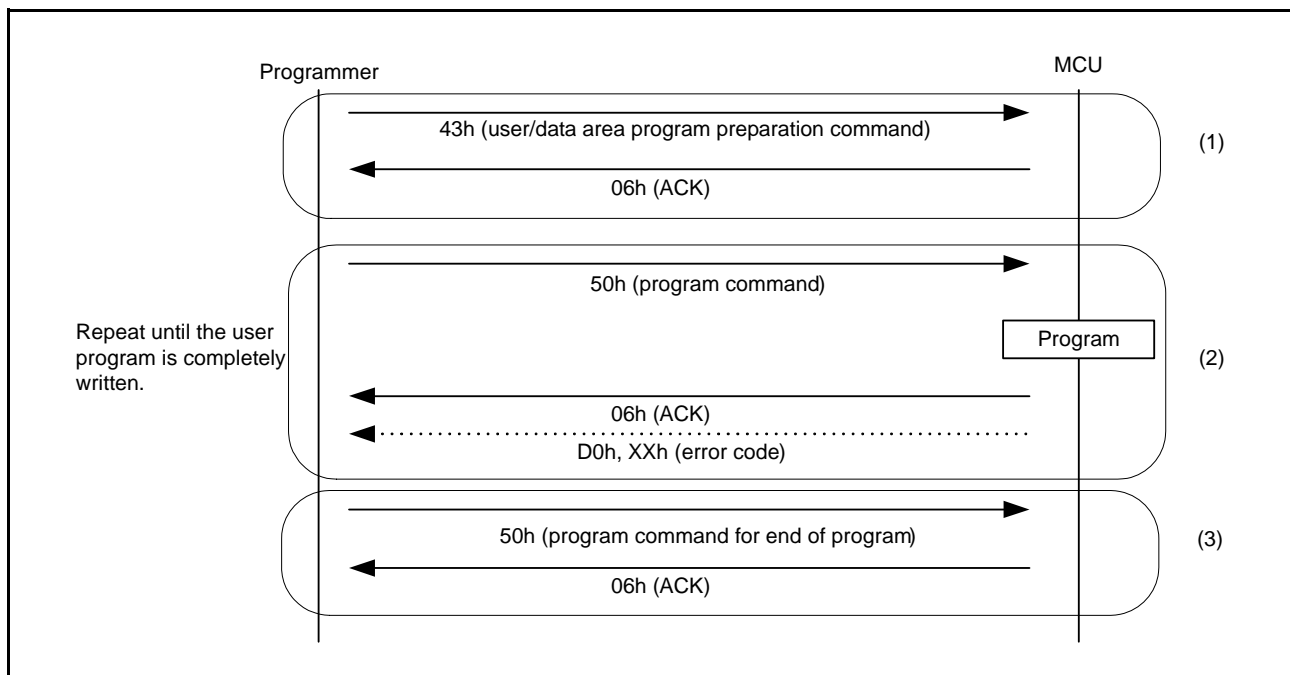 Programmer
MCU
43h (user/data area program preparation command)
06h (ACK)
(1)
50h (program command)
Repeat until the user
program is completely
written.
Program
(2)
06h (ACK)
D0h, XXh (error code)
50h (program command for end of program)
06h (ACK)
(3)